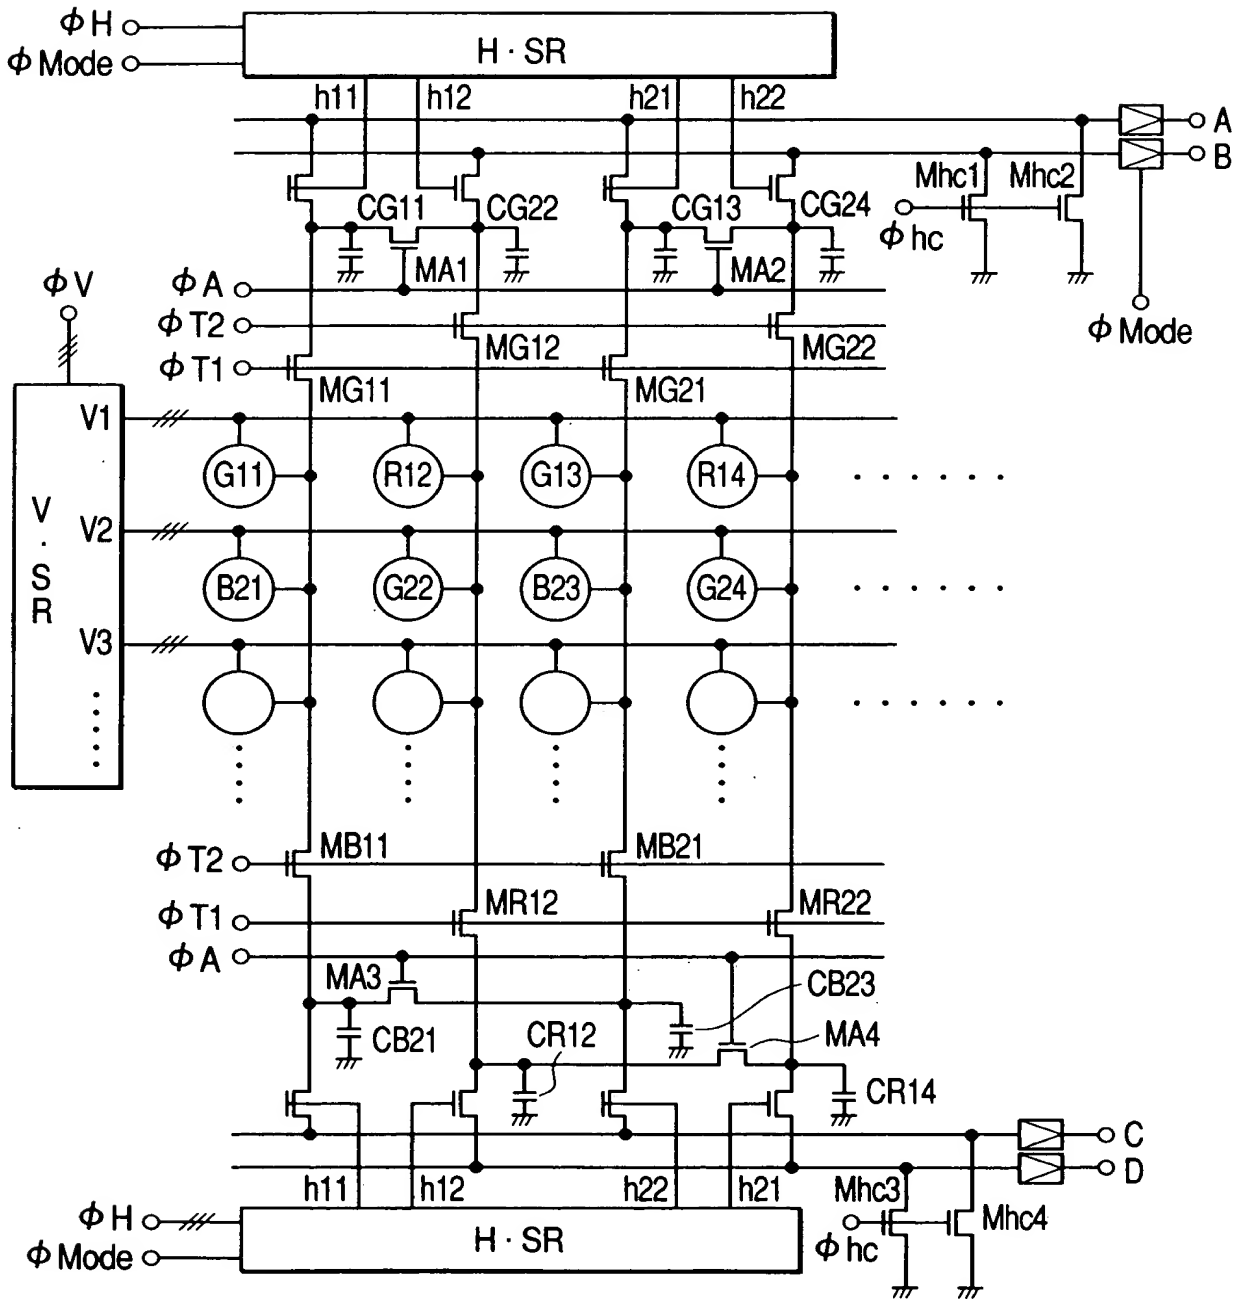 φH
φMode
H · SR
h11 h12 h21 h22
A
B
Mhc1 Mhc2
φhc
φMode
CG11 CG22 CG13 CG24
MA1 MA2
φV
φA
φT2
MG12 MG22
φT1
MG11 MG21
V · SR
V1
G11 R12 G13 R14 · · · · · ·
V2
B21 G22 B23 G24 · · · · · ·
V3
· · · · · ·
φT2
MB11 MB21
φT1
MR12 MR22
φA
MA3
CB23
CB21 CR12 MA4
CR14
C
D
h11 h12 h22 h21
Mhc3
Mhc4
φhc
φH
φMode
H · SR